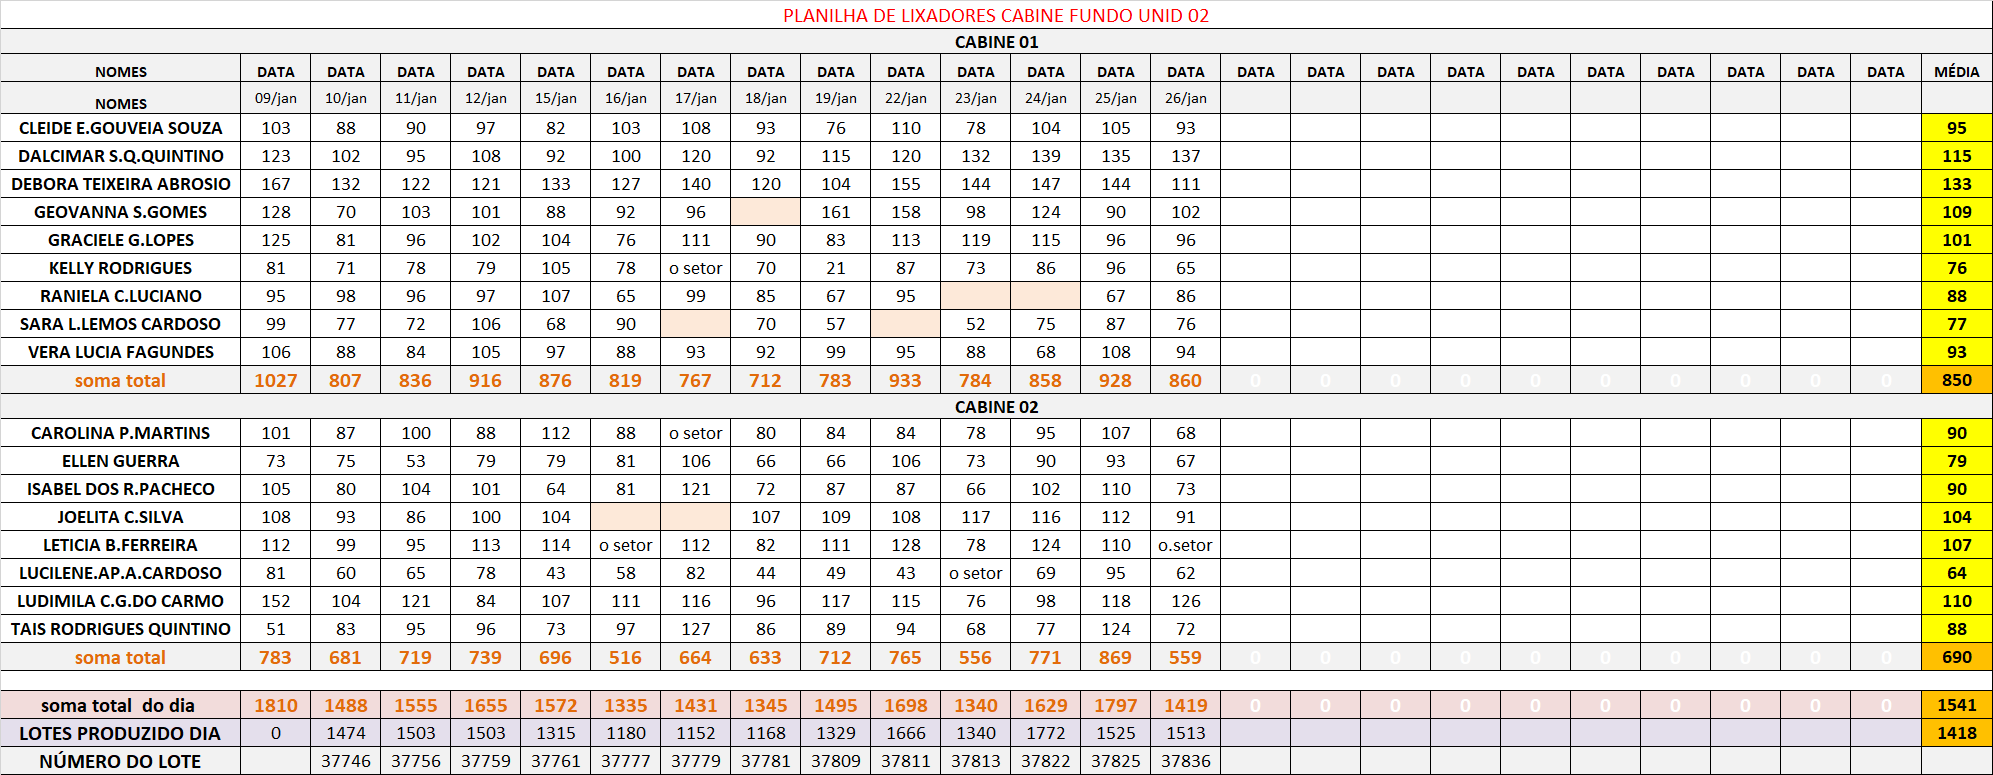 PLANILHA DE LIXADORES CABINE FUNDO UNID 02
CABINE 01
NOMES DATA DATA DATA DATA DATA DATA DATA DATA DATA DATA DATA DATA DATA DATA DATA DATA DATA DATA DATA DATA DATA DATA DATA DATA MÉDIA
NOMES 09/jan 10/jan 11/jan 12/jan 15/jan 16/jan 17/jan 18/jan 19/jan 22/jan 23/jan 24/jan 25/jan 26/jan
CLEIDE E.GOUVEIA SOUZA 103 88 90 97 82 103 108 93 76 110 78 104 105 93 95
DALCIMAR S.Q.QUINTINO 123 102 95 108 92 100 120 92 115 120 132 139 135 137 115
DEBORA TEIXEIRA ABROSIO 167 132 122 121 133 127 140 120 104 155 144 147 144 111 133
GEOVANNA S.GOMES 128 70 103 101 88 92 96 161 158 98 124 90 102 109
GRACIELE G.LOPES 125 81 96 102 104 76 111 90 83 113 119 115 96 96 101
KELLY RODRIGUES 81 71 78 79 105 78 o setor 70 21 87 73 86 96 65 76
RANIELA C.LUCIANO 95 98 96 97 107 65 99 85 67 95 67 86 88
SARA L.LEMOS CARDOSO 99 77 72 106 68 90 70 57 52 75 87 76 77
VERA LUCIA FAGUNDES 106 88 84 105 97 88 93 92 99 95 88 68 108 94 93
soma total 1027 807 836 916 876 819 767 712 783 933 784 858 928 860 0 0 0 0 0 0 0 0 0 0 850
CABINE 02
CAROLINA P.MARTINS 101 87 100 88 112 88 o setor 80 84 84 78 95 107 68 90
ELLEN GUERRA 73 75 53 79 79 81 106 66 66 106 73 90 93 67 79
ISABEL DOS R.PACHECO 105 80 104 101 64 81 121 72 87 87 66 102 110 73 90
JOELITA C.SILVA 108 93 86 100 104 107 109 108 117 116 112 91 104
LETICIA B.FERREIRA 112 99 95 113 114 o setor 112 82 111 128 78 124 110 o.setor 107
LUCILENE.AP.A.CARDOSO 81 60 65 78 43 58 82 44 49 43 o setor 69 95 62 64
LUDIMILA C.G.DO CARMO 152 104 121 84 107 111 116 96 117 115 76 98 118 126 110
TAIS RODRIGUES QUINTINO 51 83 95 96 73 97 127 86 89 94 68 77 124 72 88
soma total 783 681 719 739 696 516 664 633 712 765 556 771 869 559 0 0 0 0 0 0 0 0 0 0 690
soma total do dia 1810 1488 1555 1655 1572 1335 1431 1345 1495 1698 1340 1629 1797 1419 0 0 0 0 0 0 0 0 0 0 1541
LOTES PRODUZIDO DIA 0 1474 1503 1503 1315 1180 1152 1168 1329 1666 1340 1772 1525 1513 1418
NÚMERO DO LOTE 37746 37756 37759 37761 37777 37779 37781 37809 37811 37813 37822 37825 37836